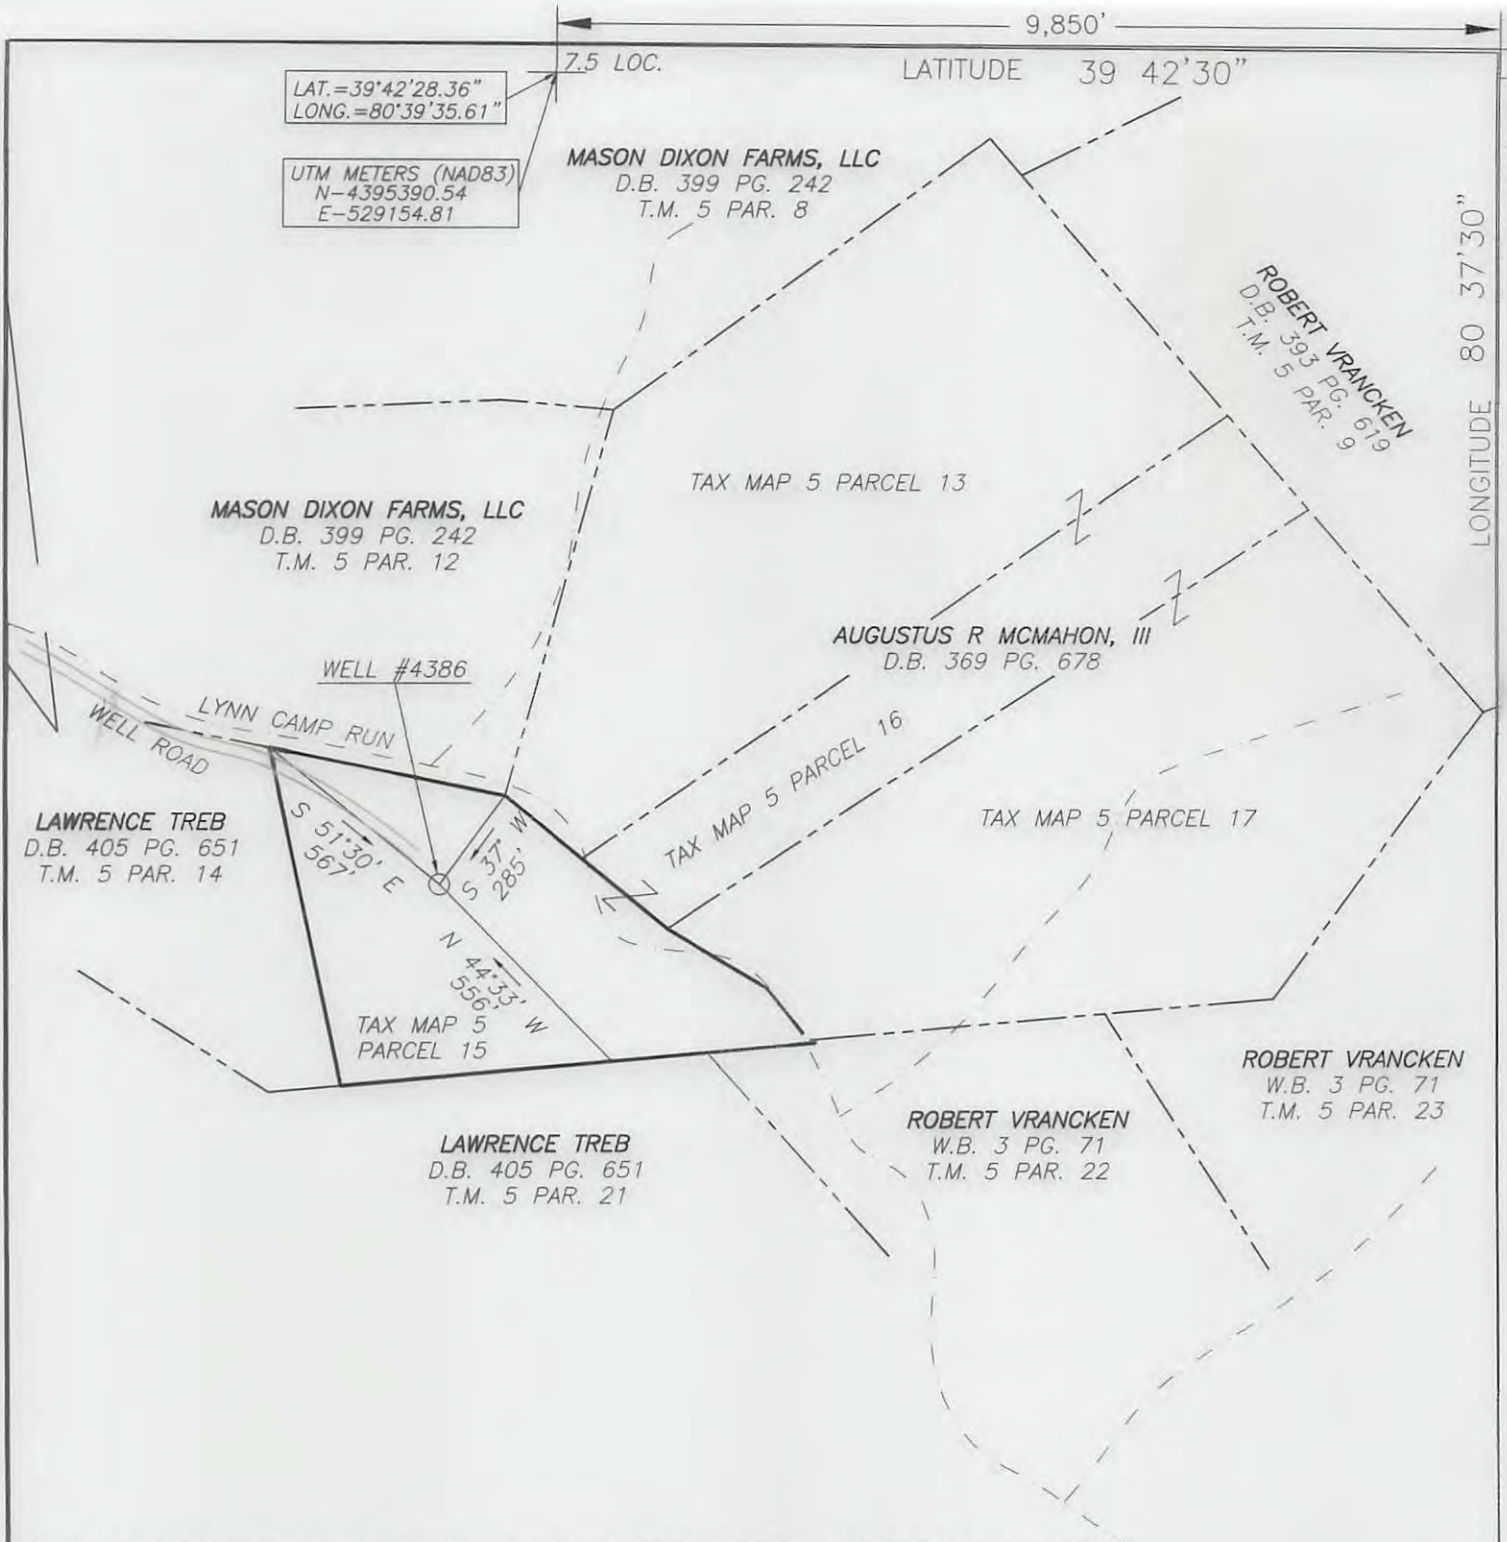 9,850'
7.5 LOC.
LATITUDE 39 42'30"
LAT.=39°42'28.36"
LONG.=80°39'35.61"
UTM METERS (NAD83)
N-4395390.54
E-529154.81
MASON DIXON FARMS, LLC
D.B. 399 PG. 242
T.M. 5 PAR. 8
LONGITUDE 80 37'30"
ROBERT VRANCKEN
D.B. 393 PG. 619
T.M. 5 PAR. 9
TAX MAP 5 PARCEL 13
MASON DIXON FARMS, LLC
D.B. 399 PG. 242
T.M. 5 PAR. 12
AUGUSTUS R MCMAHON, III
D.B. 369 PG. 678
WELL #4386
LYNN CAMP RUN
WELL ROAD
TAX MAP 5 PARCEL 16
TAX MAP 5 PARCEL 17
LAWRENCE TREB
D.B. 405 PG. 651
T.M. 5 PAR. 14
S 51°30' E
567'
S 37° W
285'
N 44°33' W
556'
TAX MAP 5
PARCEL 15
LAWRENCE TREB
D.B. 405 PG. 651
T.M. 5 PAR. 21
ROBERT VRANCKEN
W.B. 3 PG. 71
T.M. 5 PAR. 22
ROBERT VRANCKEN
W.B. 3 PG. 71
T.M. 5 PAR. 23